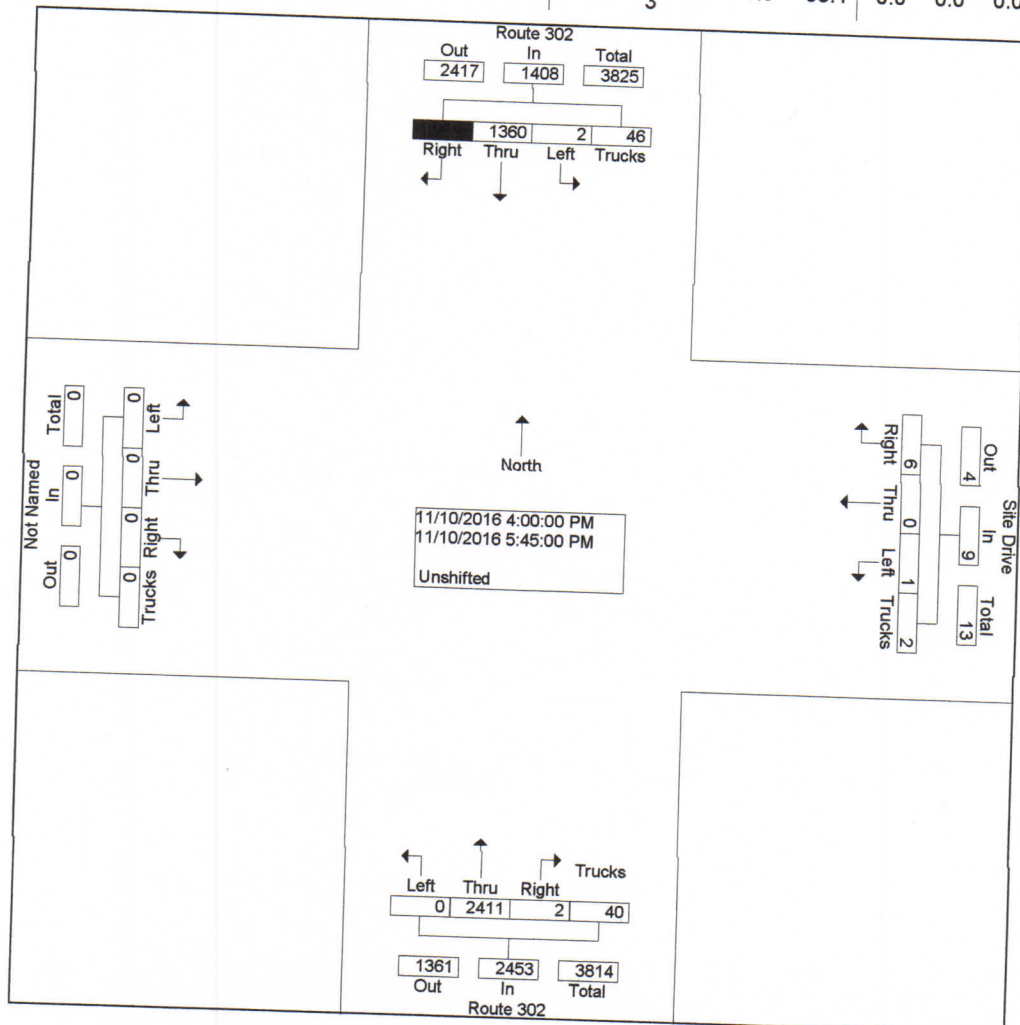 3
Route 302
Out In Total
2417 1408 3825
1360 2 46
Right Thru Left Trucks
Not Named
Out In Total
0 0 0
Left Thru Right Trucks
0 0 0 0
North
11/10/2016 4:00:00 PM
11/10/2016 5:45:00 PM
Unshifted
Site Drive
Out In Total
4 9 13
Right Thru Left Trucks
6 0 1 2
Left Thru Right Trucks
0 2411 2 40
1361 2453 3814
Out In Total
Route 302